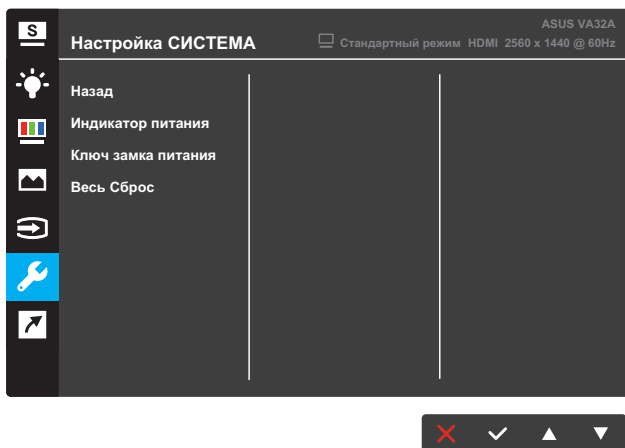 S
ASUS VA32A
Настройка СИСТЕМА
Стандартный режим HDMI 2560 x 1440 @ 60Hz
Назад
Индикатор питания
Ключ замка питания
Весь Сброс